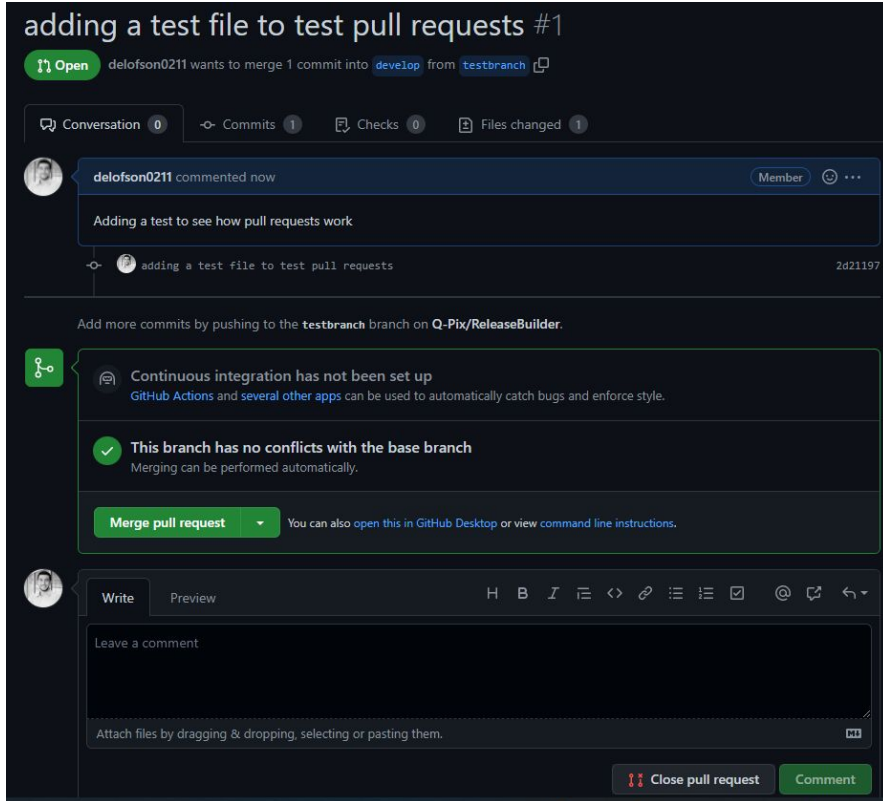 adding a test file to test pull requests #1
Open delofson0211 wants to merge 1 commit into develop from testbranch
Conversation 0 Commits 1 Checks 0 Files changed 1
delofson0211 commented now Member
Adding a test to see how pull requests work
adding a test file to test pull requests 2d21197
Add more commits by pushing to the testbranch branch on Q-Pix/ReleaseBuilder.
Continuous integration has not been set up
GitHub Actions and several other apps can be used to automatically catch bugs and enforce style.
This branch has no conflicts with the base branch
Merging can be performed automatically.
Merge pull request You can also open this in GitHub Desktop or view command line instructions.
Write Preview H B I @
Leave a comment
Attach files by dragging & dropping, selecting or pasting them.
Close pull request Comment